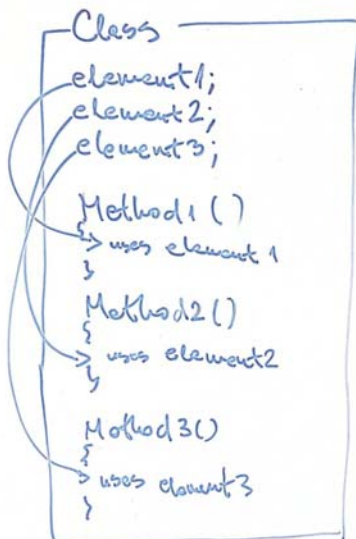 Class
element1;
element2;
element3;
Method1 ()
{
uses element 1
}
Method2()
{
uses element2
}
Method3()
{
uses element3
}